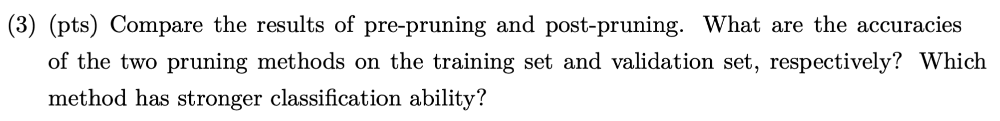 (3) (pts) Compare the results of pre-pruning and post-pruning. What are the accuracies
of the two pruning methods on the training set and validation set, respectively? Which
method has stronger classification ability?